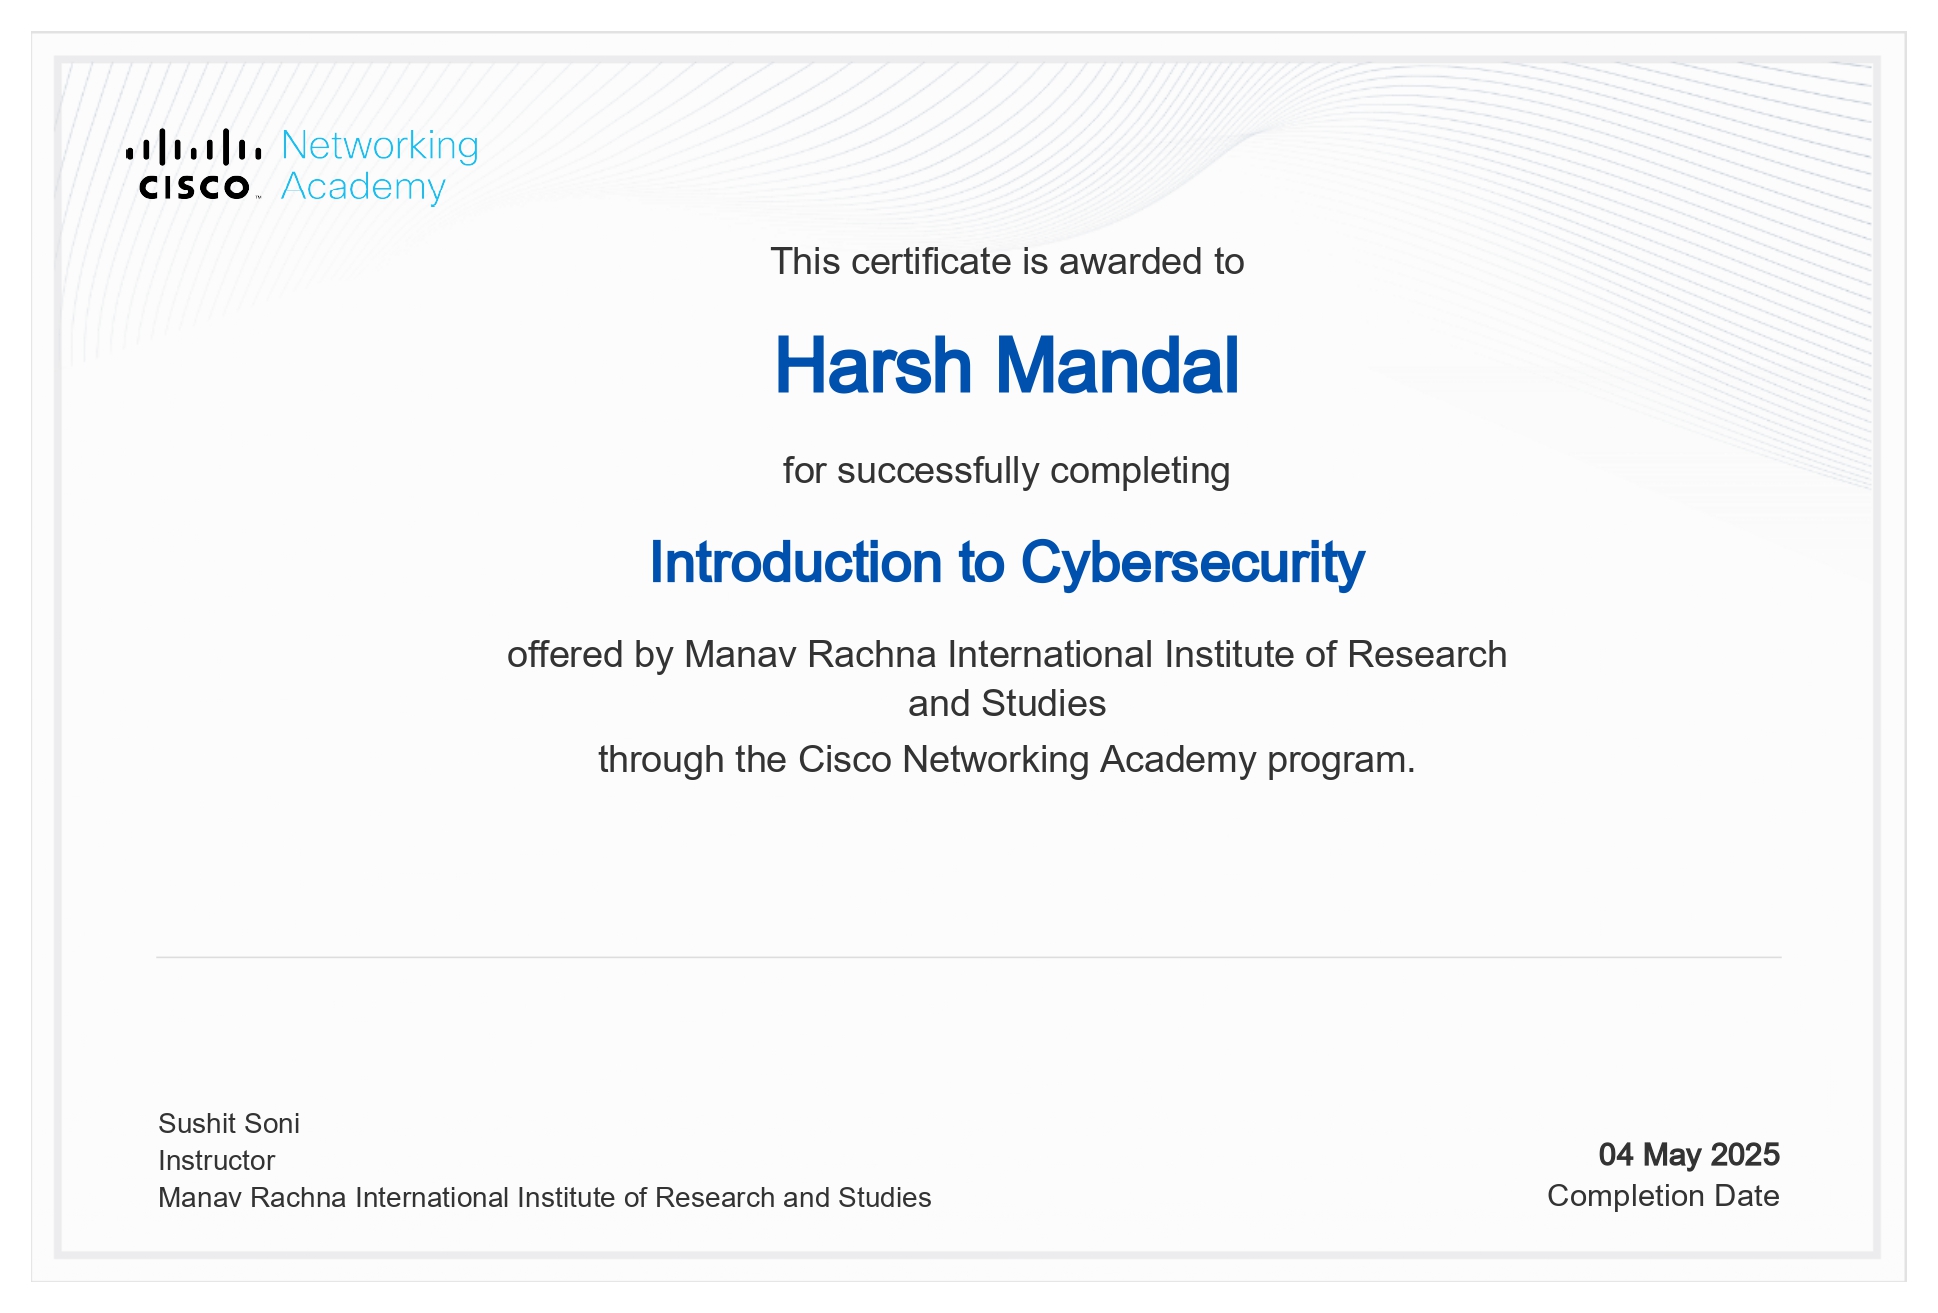 Networking
Academy
CISCO™
This certificate is awarded to
Harsh Mandal
for successfully completing
Introduction to Cybersecurity
offered by Manav Rachna International Institute of Research
and Studies
through the Cisco Networking Academy program.
Sushit Soni
Instructor
Manav Rachna International Institute of Research and Studies
04 May 2025
Completion Date